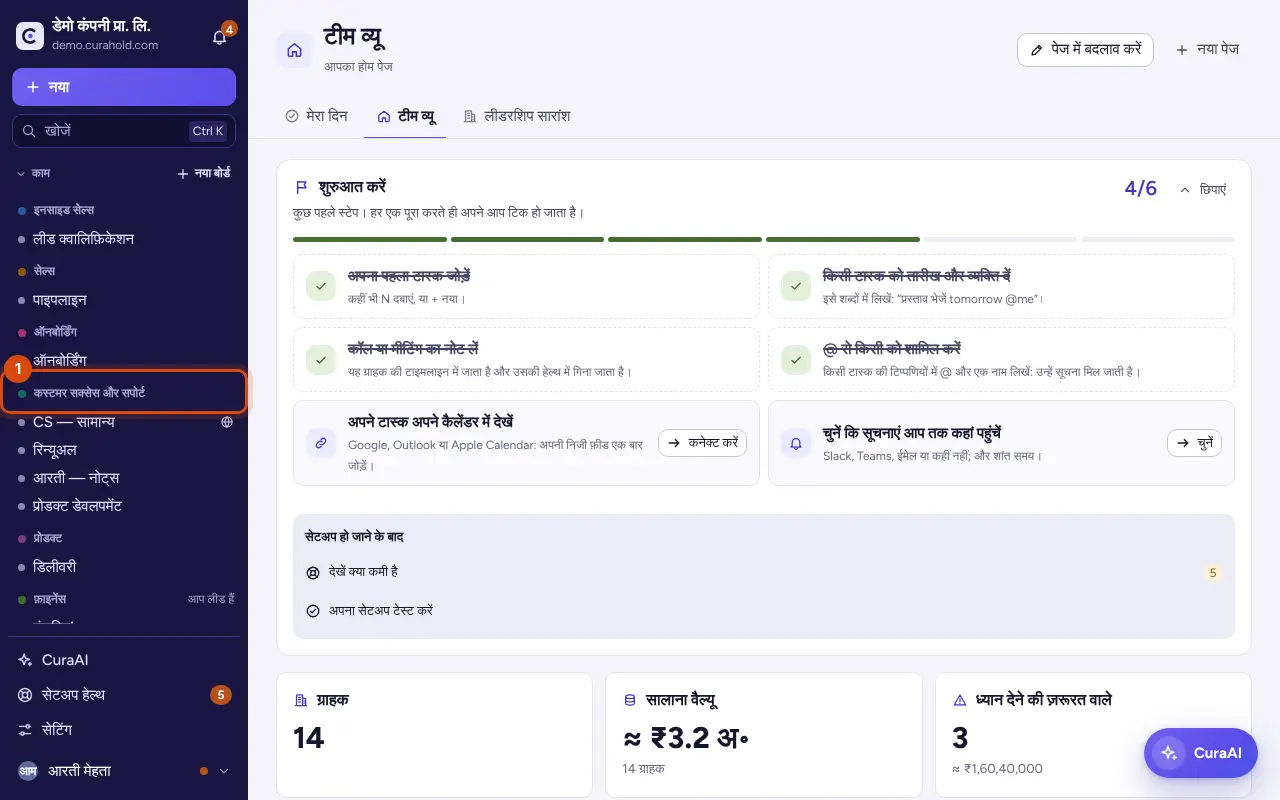 डेमो कंपनी प्रा. लि.
demo.curahold.com
4
+ नया
खोजें Ctrl K
काम + नया बोर्ड
इनसाइड सेल्स
लीड क्वालिफ़िकेशन
सेल्स
पाइपलाइन
ऑनबोर्डिंग
ऑनबोर्डिंग
1
कस्टमर सक्सेस और सपोर्ट
CS — सामान्य
रिन्यूअल
आरती — नोट्स
प्रोडक्ट डेवलपमेंट
प्रोडक्ट
डिलीवरी
फ़ाइनेंस आप लीड हैं
CuraAI
सेटअप हेल्थ 5
सेटिंग
आम आरती मेहता
टीम व्यू
आपका होम पेज
पेज में बदलाव करें + नया पेज
मेरा दिन टीम व्यू लीडरशिप सारांश
शुरुआत करें 4/6 छिपाएं
कुछ पहले स्टेप। हर एक पूरा करते ही अपने आप टिक हो जाता है।
अपना पहला टास्क जोड़ें
कहीं भी N दबाएं, या + नया।
किसी टास्क को तारीख और व्यक्ति दें
इसे शब्दों में लिखें: “प्रस्ताव भेजें tomorrow @me”।
कॉल या मीटिंग का नोट लें
यह ग्राहक की टाइमलाइन में जाता है और उसकी हेल्थ में गिना जाता है।
@ से किसी को शामिल करें
किसी टास्क की टिप्पणियों में @ और एक नाम लिखें: उन्हें सूचना मिल जाती है।
अपने टास्क अपने कैलेंडर में देखें
Google, Outlook या Apple Calendar: अपनी निजी फ़ीड एक बार
जोड़ें।
→ कनेक्ट करें
चुनें कि सूचनाएं आप तक कहां पहुंचें
Slack, Teams, ईमेल या कहीं नहीं; और शांत समय।
→ चुनें
सेटअप हो जाने के बाद
देखें क्या कमी है 5
अपना सेटअप टेस्ट करें
ग्राहक
14
सालाना वैल्यू
≈ ₹3.2 अ॰
14 ग्राहक
ध्यान देने की ज़रूरत वाले
3
≈ ₹1,60,40,000
CuraAI